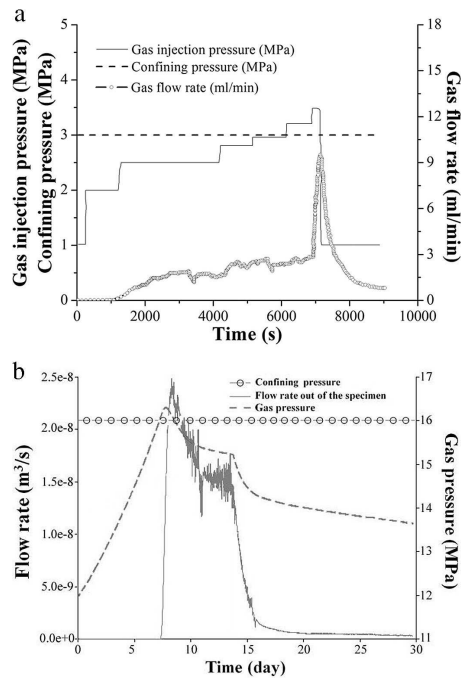 a
Gas injection pressure (MPa)
Confining pressure (MPa)
Gas flow rate (ml/min)
Gas injection pressure (MPa)
Confining pressure (MPa)
Gas flow rate (ml/min)
5
4
3
2
1
0
18
15
12
9
6
3
0
0 2000 4000 6000 8000 10000
Time (s)
b
Confining pressure
Flow rate out of the specimen
Gas pressure
Flow rate (m³/s)
Gas pressure (MPa)
2.5e-8
2.0e-8
1.5e-8
1.0e-8
5.0e-9
0.0e+0
17
16
15
14
13
12
11
0 5 10 15 20 25 30
Time (day)